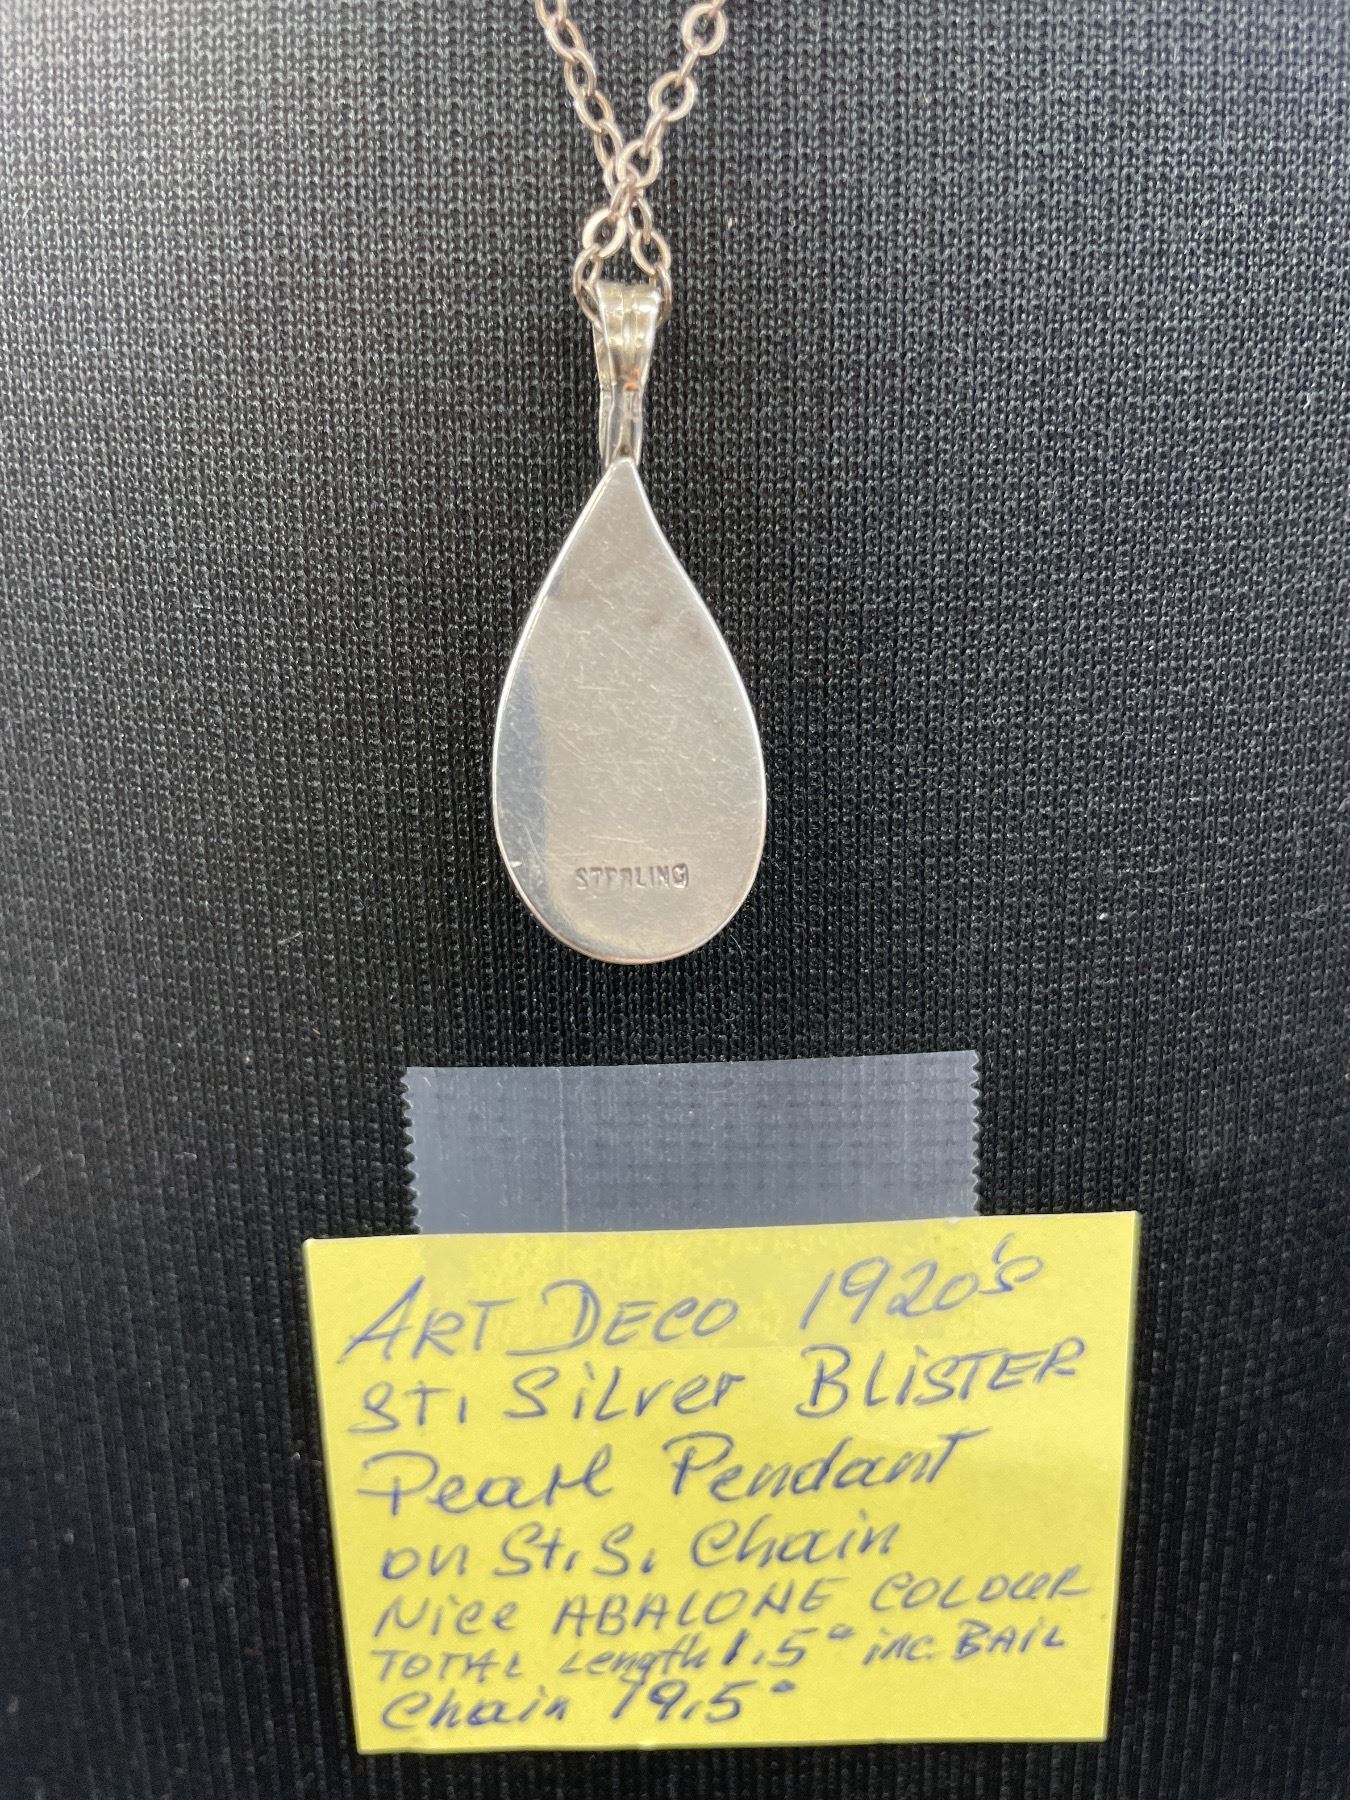 STERLING
ART DECO 1920's
St. Silver BLISTER
Pearl Pendant
on St. S. Chain
Nice ABALONE COLOUR
TOTAL Length 1.5" inc. BAIL
Chain 19.5"